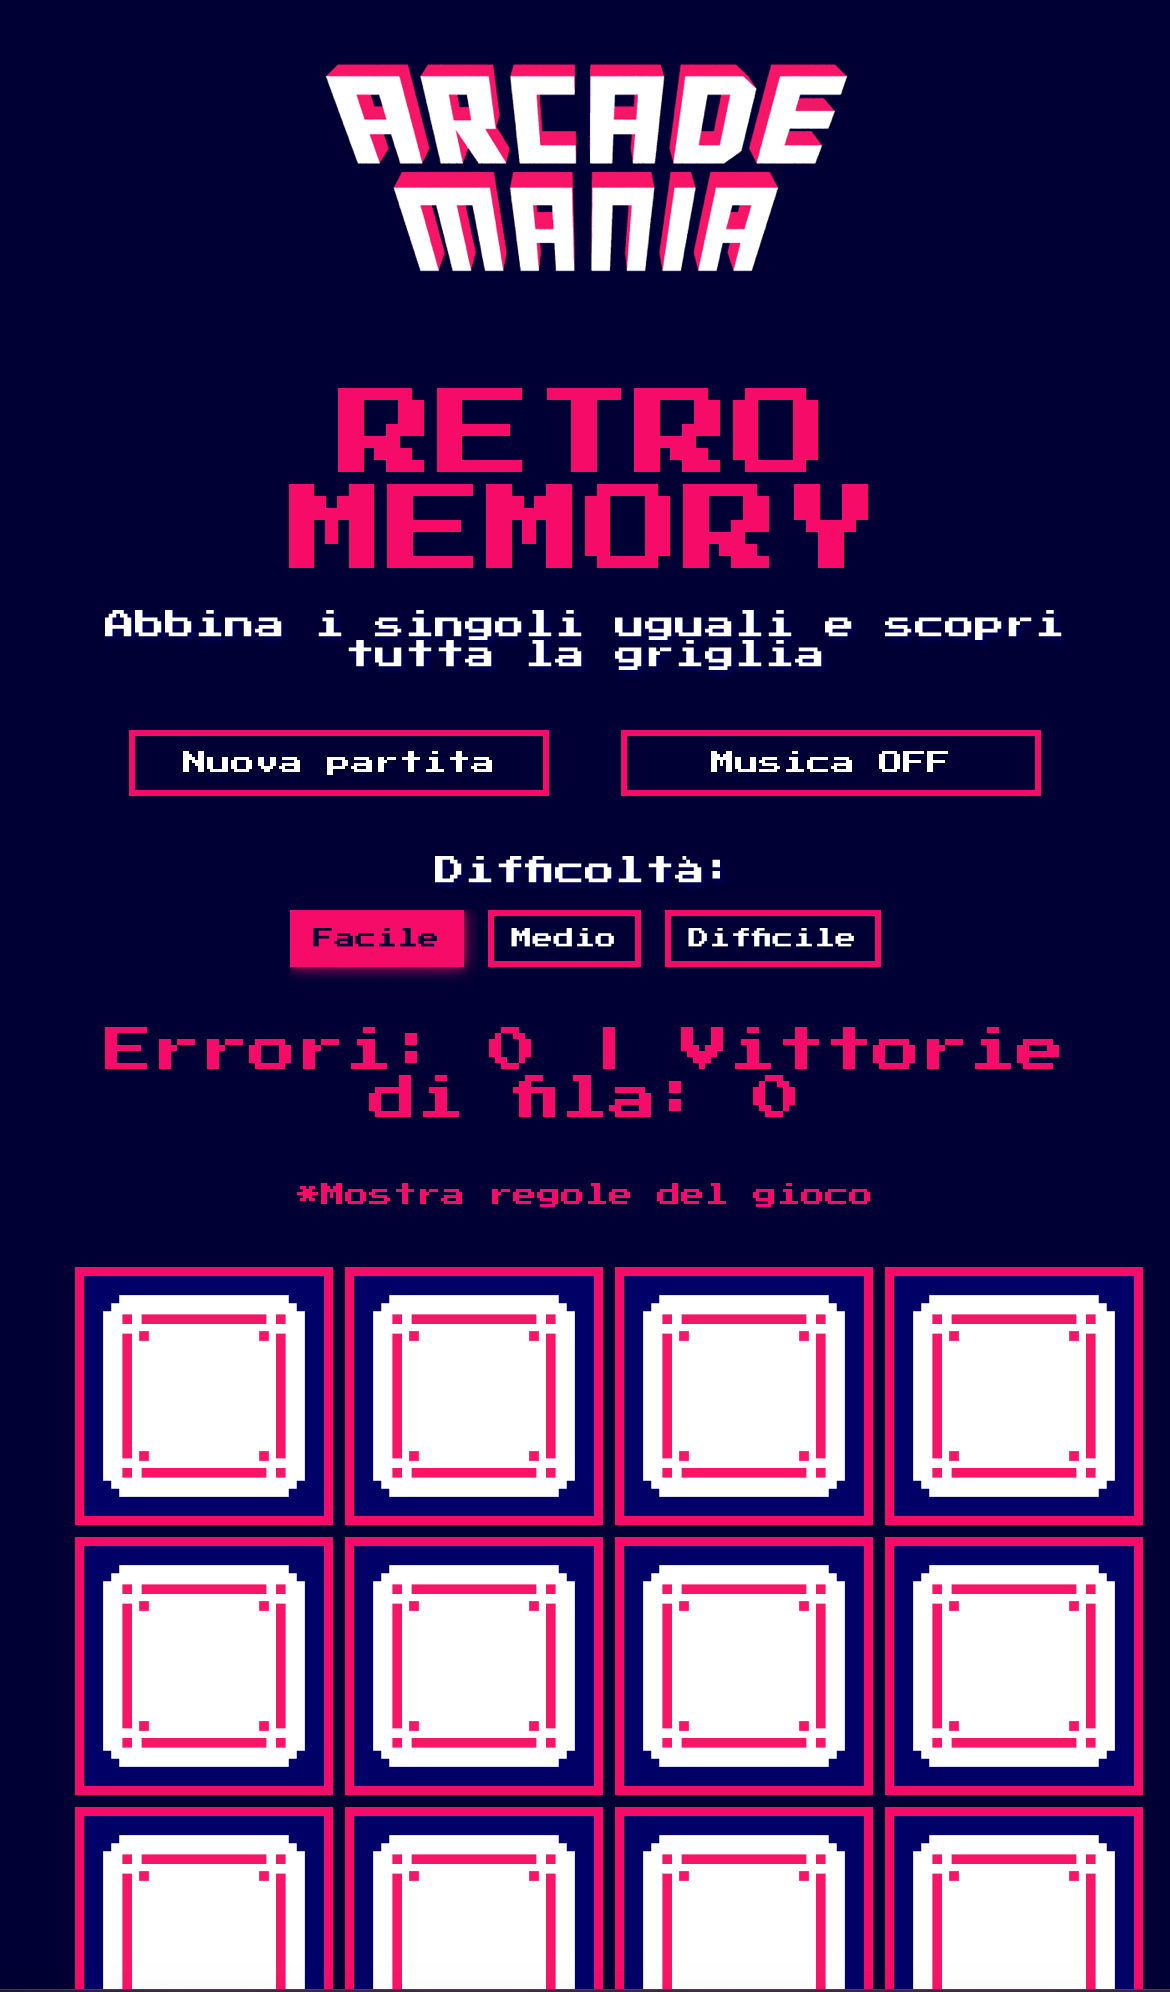 ARCADE
MANIA
RETRO
MEMORY
Abbina i singoli uguali e scopri
tutta la griglia
Nuova partita
Musica OFF
Difficoltà:
Facile
Medio
Difficile
Errori: 0 | Vittorie
di fila: 0
*Mostra regole del gioco